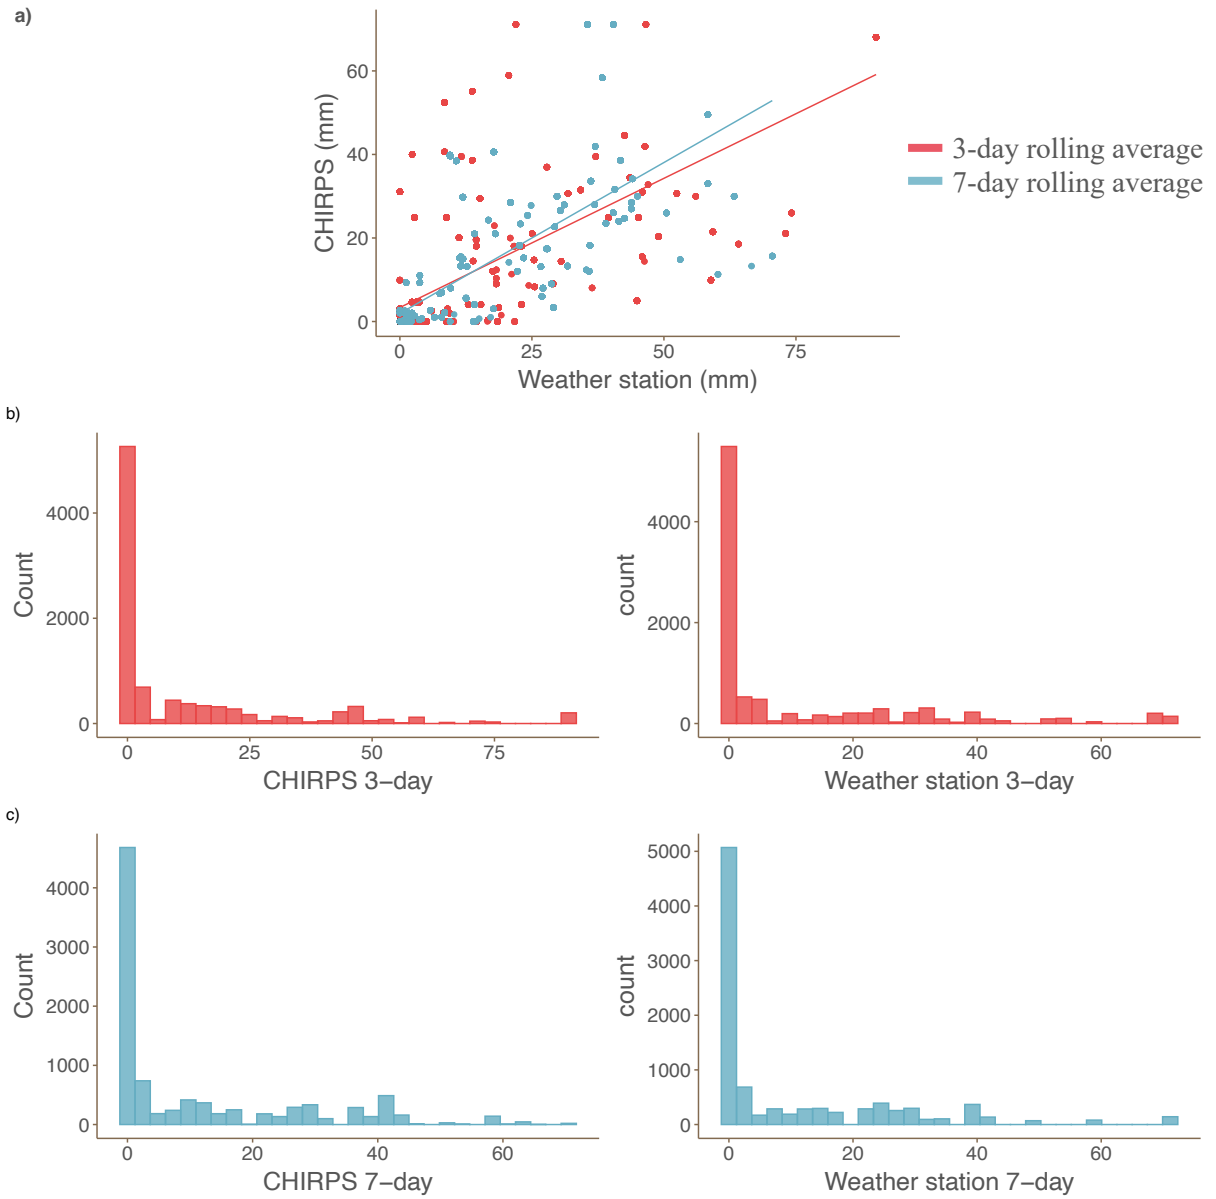 a)
60
40
20
0
CHIRPS (mm)
0 25 50 75
Weather station (mm)
3-day rolling average
7-day rolling average
b)
4000
2000
0
Count
0 25 50 75
CHIRPS 3−day
4000
2000
0
count
0 20 40 60
Weather station 3−day
c)
4000
3000
2000
1000
0
Count
0 20 40 60
CHIRPS 7−day
5000
4000
3000
2000
1000
0
count
0 20 40 60
Weather station 7−day